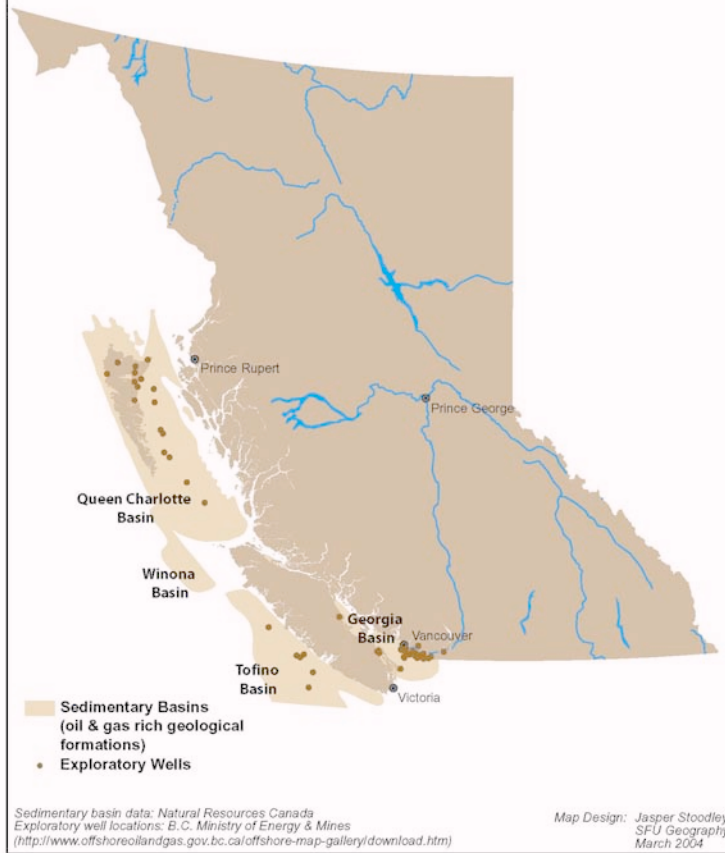 Prince Rupert
Prince George
Queen Charlotte
Basin
Winona
Basin
Georgia
Basin
Vancouver
Tofino
Basin
Victoria
Sedimentary Basins
(oil & gas rich geological
formations)
Exploratory Wells
Sedimentary basin data: Natural Resources Canada
Exploratory well locations: B.C. Ministry of Energy & Mines
(http://www.offshoreoilandgas.gov.bc.ca/offshore-map-gallery/download.htm)
Map Design: Jasper Stoodley
SFU Geography
March 2004